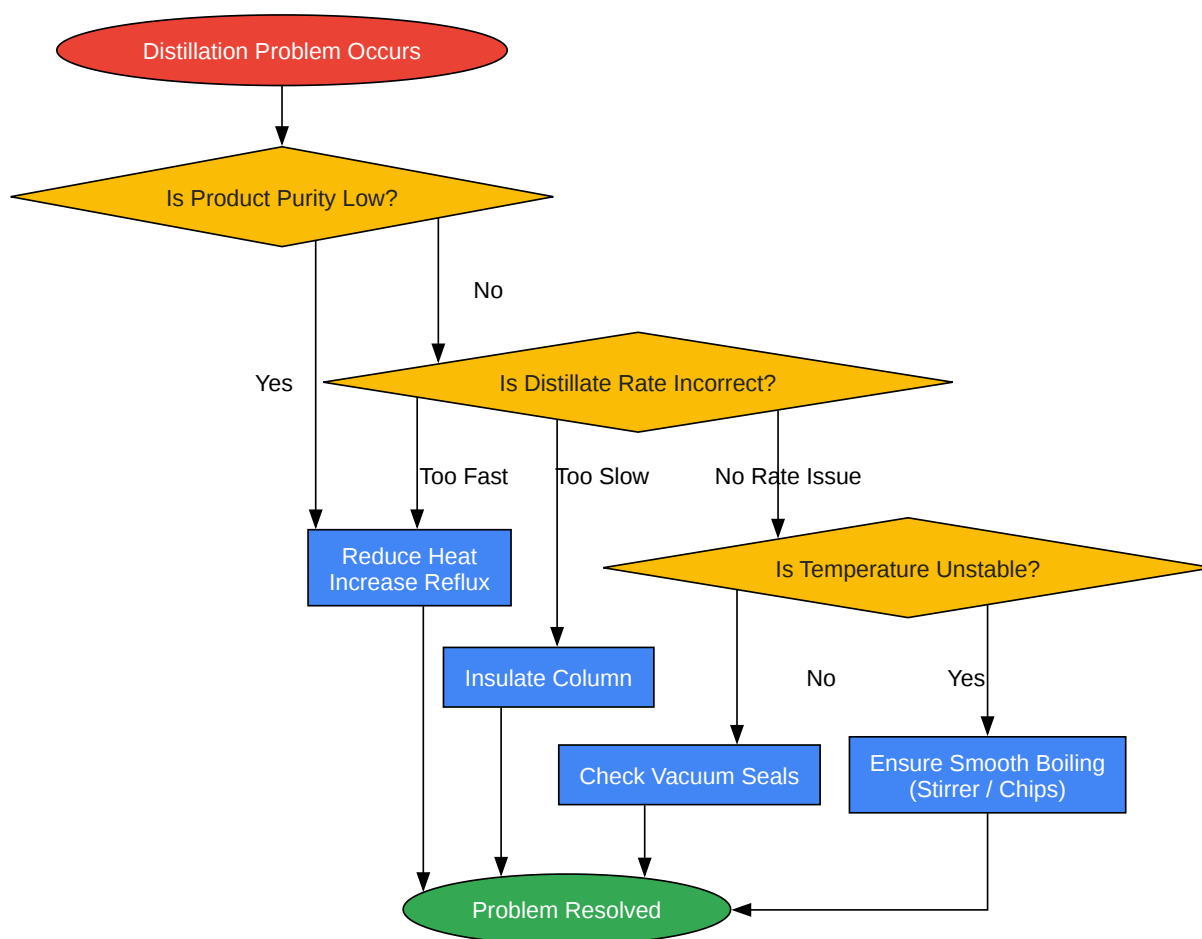 Distillation Problem Occurs
Is Product Purity Low?
No
Yes
Is Distillate Rate Incorrect?
Too Fast
Too Slow
No Rate Issue
Reduce Heat
Increase Reflux
Is Temperature Unstable?
Insulate Column
No
Yes
Check Vacuum Seals
Ensure Smooth Boiling
(Stirrer / Chips)
Problem Resolved